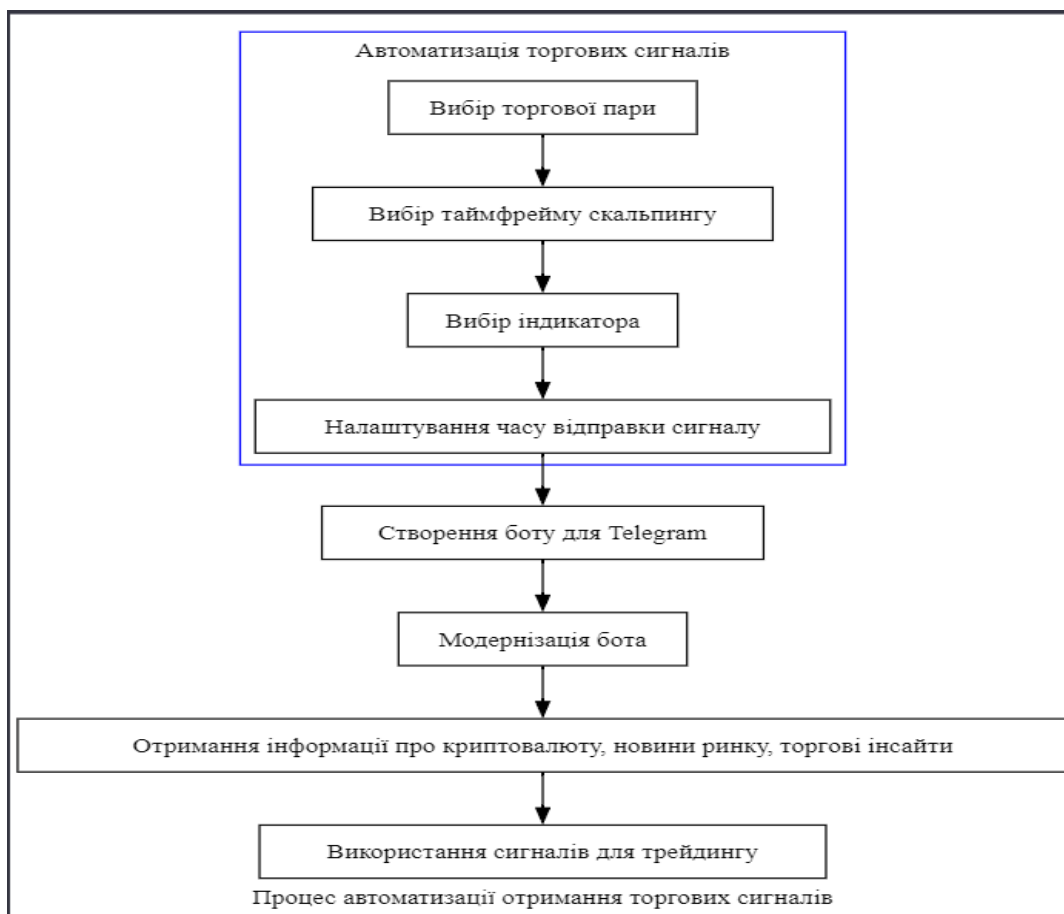 Автоматизація торгових сигналів
Вибір торгової пари
Вибір таймфрейму скальпингу
Вибір індикатора
Налаштування часу відправки сигналу
Створення боту для Telegram
Модернізація бота
Отримання інформації про криптовалюту, новини ринку, торгові інсайти
Використання сигналів для трейдингу
Процес автоматизації отримання торгових сигналів